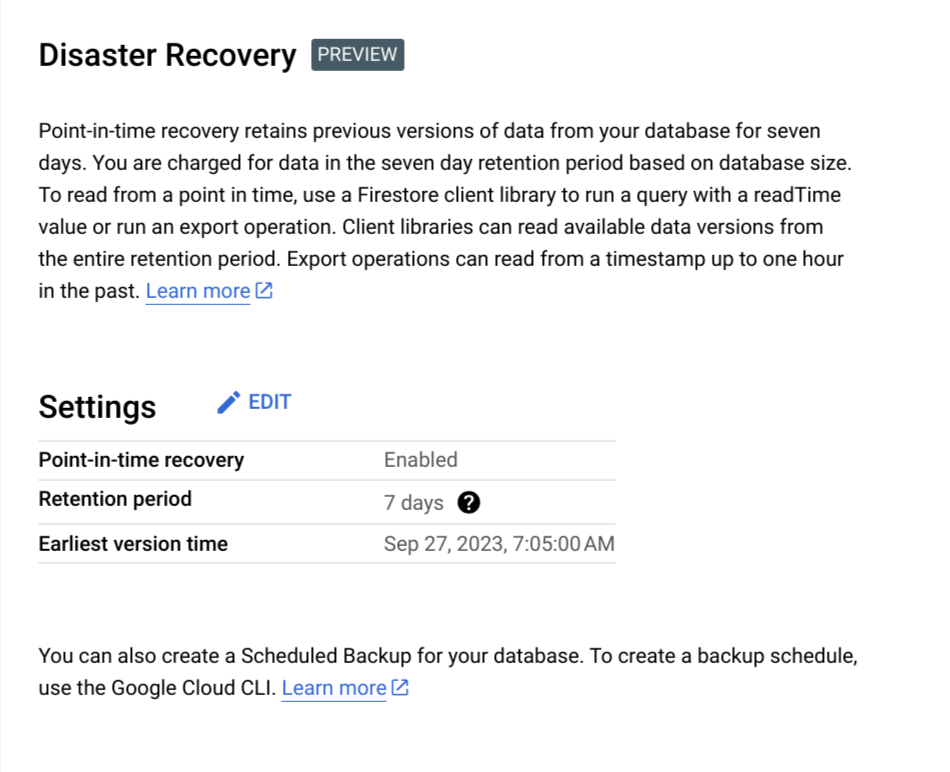 Disaster Recovery PREVIEW
Point-in-time recovery retains previous versions of data from your database for seven
days. You are charged for data in the seven day retention period based on database size.
To read from a point in time, use a Firestore client library to run a query with a readTime
value or run an export operation. Client libraries can read available data versions from
the entire retention period. Export operations can read from a timestamp up to one hour
in the past. Learn more
Settings EDIT
Point-in-time recovery Enabled
Retention period 7 days ?
Earliest version time Sep 27, 2023, 7:05:00 AM
You can also create a Scheduled Backup for your database. To create a backup schedule,
use the Google Cloud CLI. Learn more